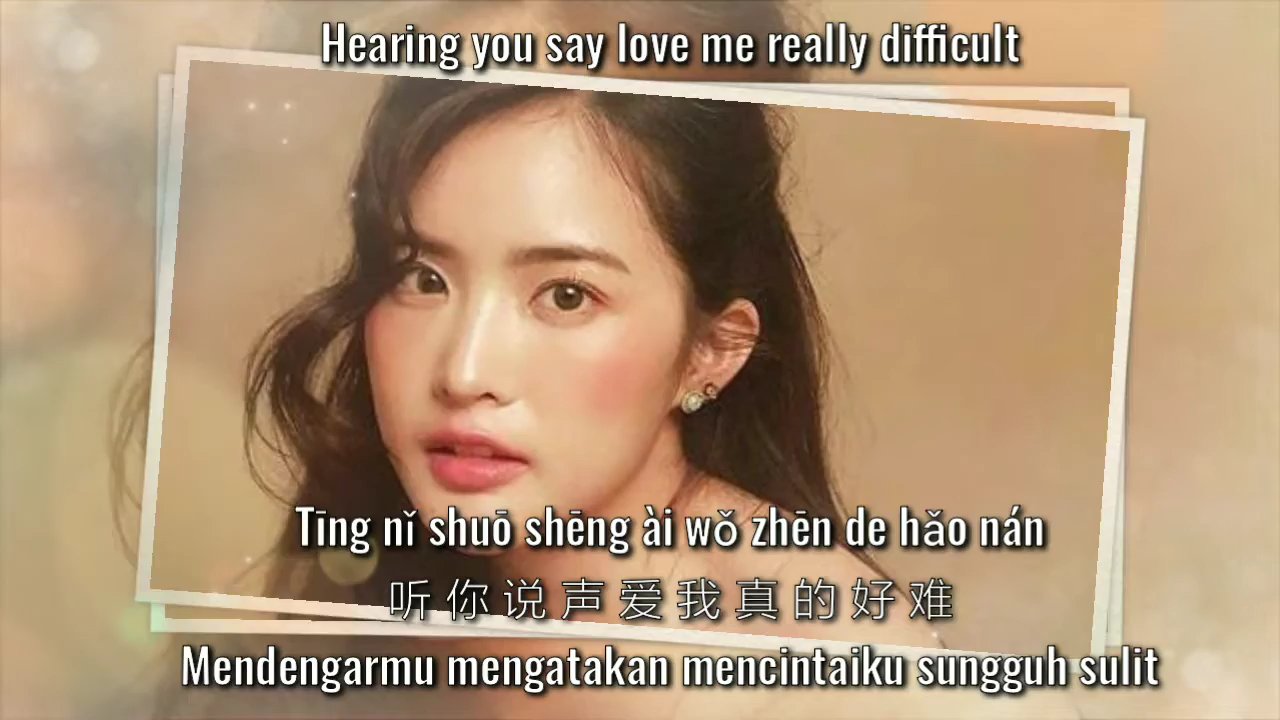 Hearing you say love me really difficult
Tīng nǐ shuō shēng ài wǒ zhēn de hǎo nán
听你说声爱我真的好难
Mendengarmu mengatakan mencintaiku sungguh sulit